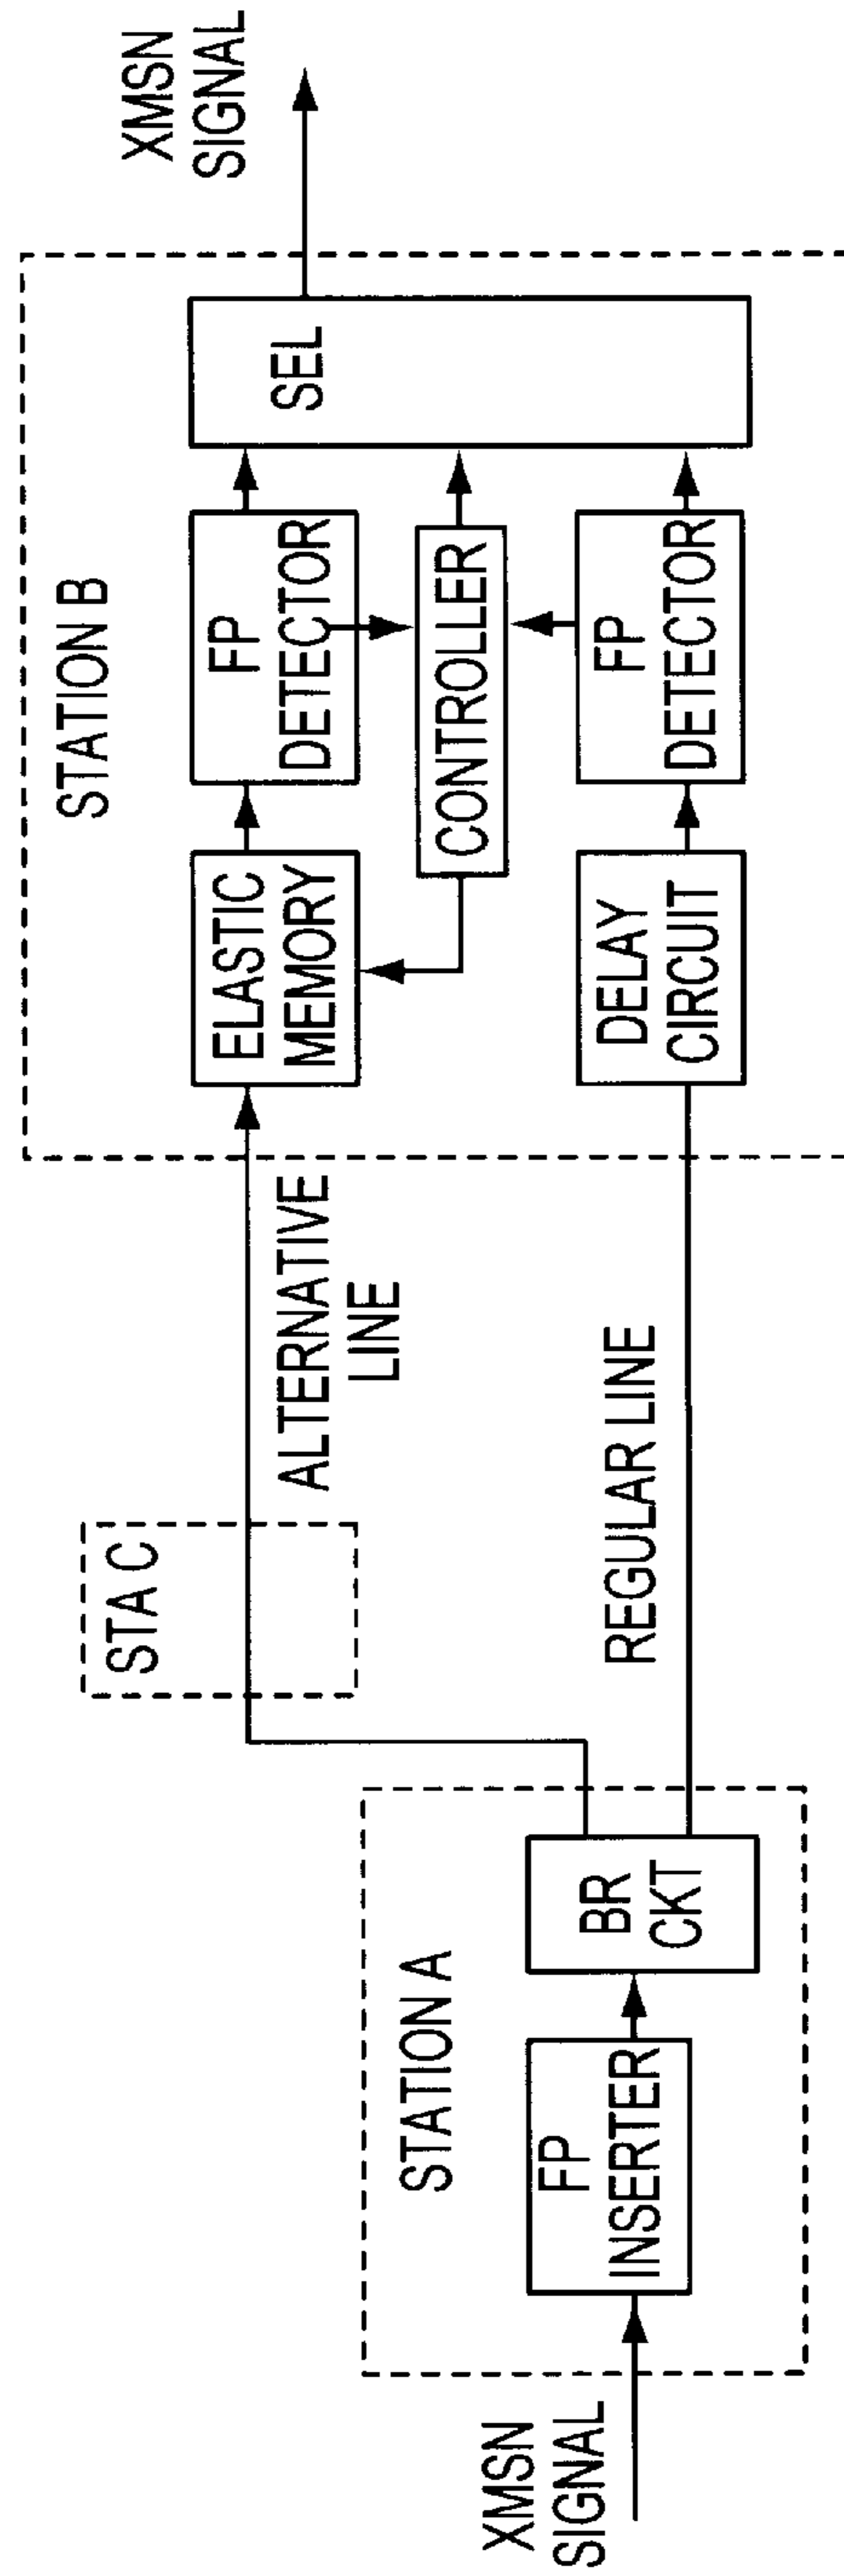 XMSN
SIGNAL
STATION A
FP
INSERTER
BR
CKT
STA C
ALTERNATIVE
LINE
REGULAR LINE
STATION B
ELASTIC
MEMORY
FP
DETECTOR
CONTROLLER
DELAY
CIRCUIT
FP
DETECTOR
SEL
XMSN
SIGNAL